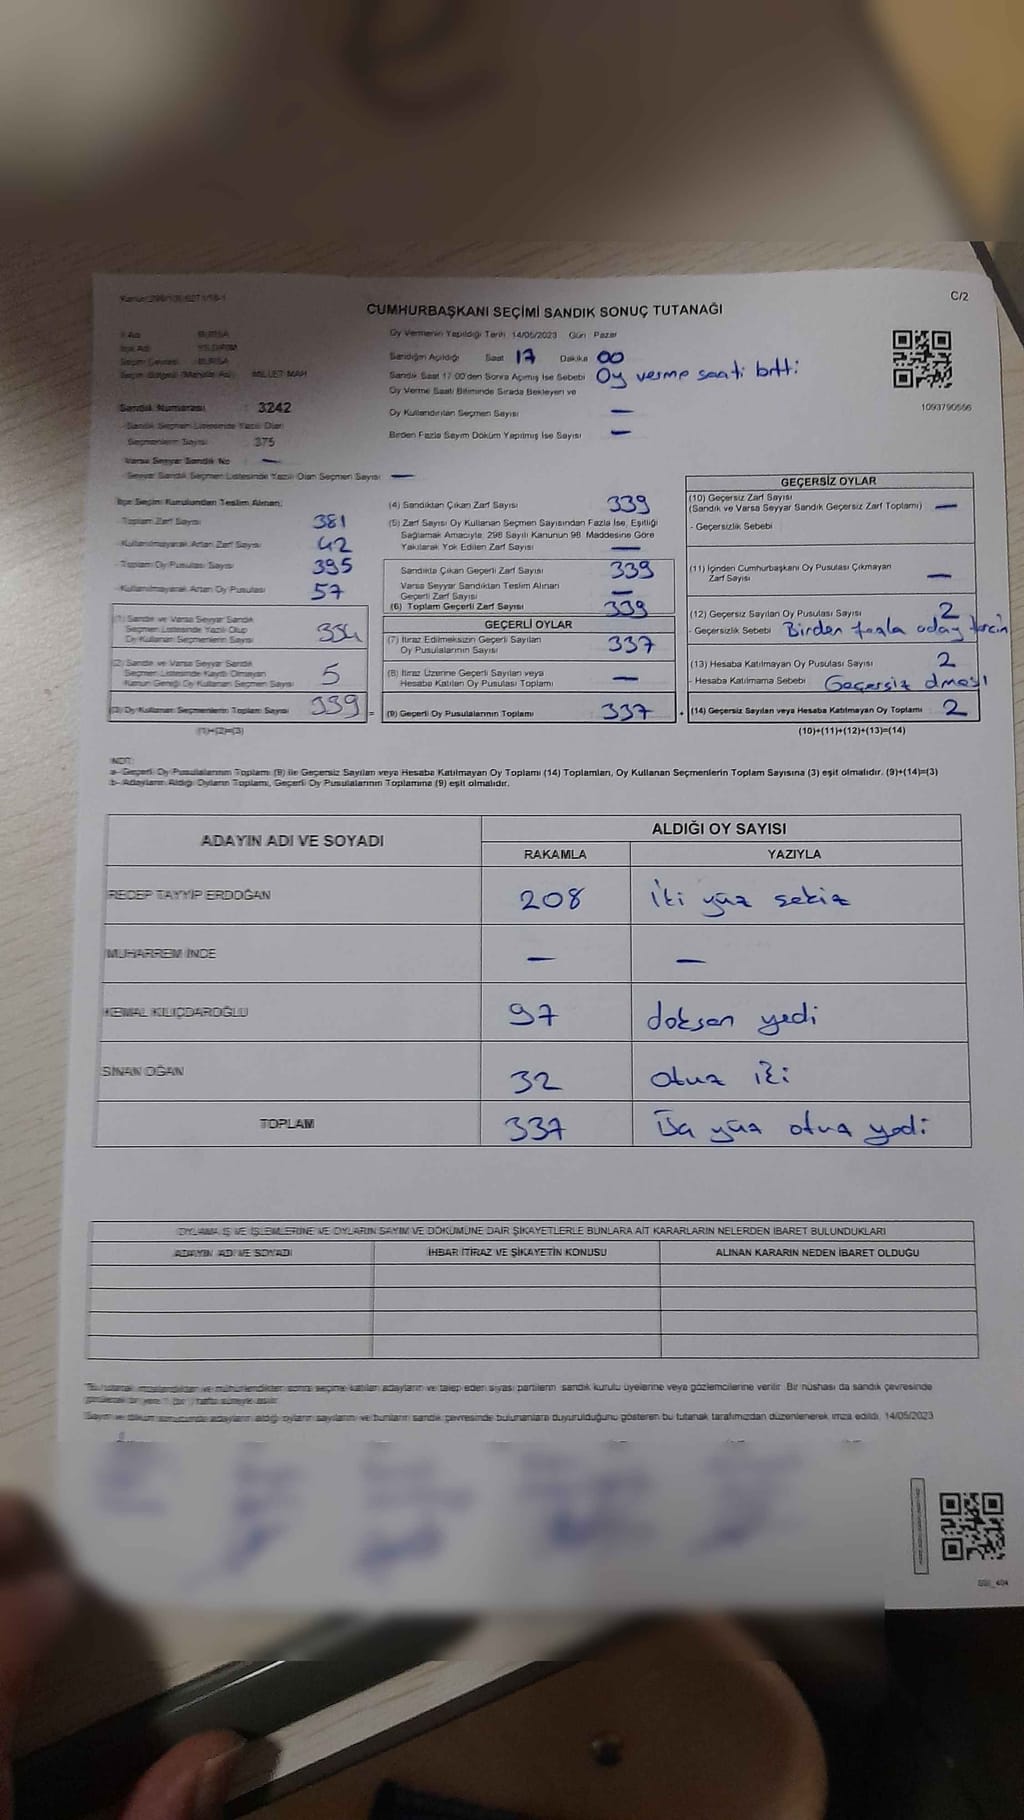 Kanun:298/105;6271/18-1
C/2
CUMHURBAŞKANI SEÇİMİ SANDIK SONUÇ TUTANAĞI
İl Adı BURSA
İlçe Adı YILDIRIM
Seçim Çevresi BURSA
Seçim Bölgesi (Mahalle Adı) MİLLET MAH
Sandık Numarası : 3242
Sandık Seçmen Listesinde Yazılı Olan
Seçmenlerin Sayısı : 375
Varsa Seyyar Sandık No : —
Seyyar Sandık Seçmen Listesinde Yazılı Olan Seçmen Sayısı —
Oy Vermenin Yapıldığı Tarih 14/05/2023 Gün Pazar
Sandığın Açıldığı Saat 17 Dakika 00
Sandık Saat 17:00'den Sonra Açılmış İse Sebebi Oy verme saati bitti
Oy Verme Saati Bitiminde Sırada Bekleyen ve
Oy Kullandırılan Seçmen Sayısı —
Birden Fazla Sayım Döküm Yapılmış İse Sayısı —
1093790556
İlçe Seçim Kurulundan Teslim Alınan;
-Toplam Zarf Sayısı 381
-Kullanılmayarak Artan Zarf Sayısı 42
-Toplam Oy Pusulası Sayısı 395
-Kullanılmayarak Artan Oy Pusulası 57
(1) Sandık ve Varsa Seyyar Sandık
Seçmen Listesinde Yazılı Olup
Oy Kullanan Seçmenlerin Sayısı 334
(2) Sandık ve Varsa Seyyar Sandık
Seçmen Listesinde Kayıtlı Olmayan
Kanun Gereği Oy Kullanan Seçmen Sayısı 5
(3) Oy Kullanan Seçmenlerin Toplam Sayısı 339 =
(1)+(2)=(3)
(4) Sandıktan Çıkan Zarf Sayısı 339
(5) Zarf Sayısı Oy Kullanan Seçmen Sayısından Fazla İse, Eşitliği
Sağlamak Amacıyla, 298 Sayılı Kanunun 98. Maddesine Göre
Yakılarak Yok Edilen Zarf Sayısı —
Sandıkta Çıkan Geçerli Zarf Sayısı 339
Varsa Seyyar Sandıktan Teslim Alınan
Geçerli Zarf Sayısı —
(6) Toplam Geçerli Zarf Sayısı 339
GEÇERLİ OYLAR
(7) İtiraz Edilmeksizin Geçerli Sayılan
Oy Pusulalarının Sayısı 337
(8) İtiraz Üzerine Geçerli Sayılan veya
Hesaba Katılan Oy Pusulası Toplamı —
(9) Geçerli Oy Pusulalarının Toplamı 337 +
GEÇERSİZ OYLAR
(10) Geçersiz Zarf Sayısı
(Sandık ve Varsa Seyyar Sandık Geçersiz Zarf Toplamı) —
- Geçersizlik Sebebi
(11) İçinden Cumhurbaşkanı Oy Pusulası Çıkmayan
Zarf Sayısı —
(12) Geçersiz Sayılan Oy Pusulası Sayısı 2
- Geçersizlik Sebebi Birden fazla aday tercih
(13) Hesaba Katılmayan Oy Pusulası Sayısı 2
- Hesaba Katılmama Sebebi Geçersiz olması
(14) Geçersiz Sayılan veya Hesaba Katılmayan Oy Toplamı 2
(10)+(11)+(12)+(13)=(14)
NOT:
a- Geçerli Oy Pusulalarının Toplamı (9) ile Geçersiz Sayılan veya Hesaba Katılmayan Oy Toplamı (14) Toplamları, Oy Kullanan Seçmenlerin Toplam Sayısına (3) eşit olmalıdır. (9)+(14)=(3)
b- Adayların Aldığı Oyların Toplamı, Geçerli Oy Pusulalarının Toplamına (9) eşit olmalıdır.
ADAYIN ADI VE SOYADI ALDIĞI OY SAYISI
RAKAMLA YAZIYLA
RECEP TAYYİP ERDOĞAN 208 İki yüz sekiz
MUHARREM İNCE — —
KEMAL KILIÇDAROĞLU 97 doksan yedi
SİNAN OĞAN 32 otuz iki
TOPLAM 337 Üç yüz otuz yedi
OYLAMA İŞ VE İŞLEMLERİNE VE OYLARIN SAYIM VE DÖKÜMÜNE DAİR ŞİKAYETLERLE BUNLARA AİT KARARLARIN NELERDEN İBARET BULUNDUKLARI
ADAYIN ADI VE SOYADI İHBAR İTİRAZ VE ŞİKAYETİN KONUSU ALINAN KARARIN NEDEN İBARET OLDUĞU
"Bu tutanak imzalandıktan ve mühürlendikten sonra seçime katılan adayların ve talep eden siyasi partilerin sandık kurulu üyelerine veya gözlemcilerine verilir. Bir nüshası da sandık çevresinde
görülecek bir yere 1 (bir) hafta süreyle asılır.
Sayım ve döküm sonucunda adayların aldığı oyların sayılarını ve bunların sandık çevresinde bulunanlara duyurulduğunu gösteren bu tutanak tarafımızdan düzenlenerek imza edildi. 14/05/2023